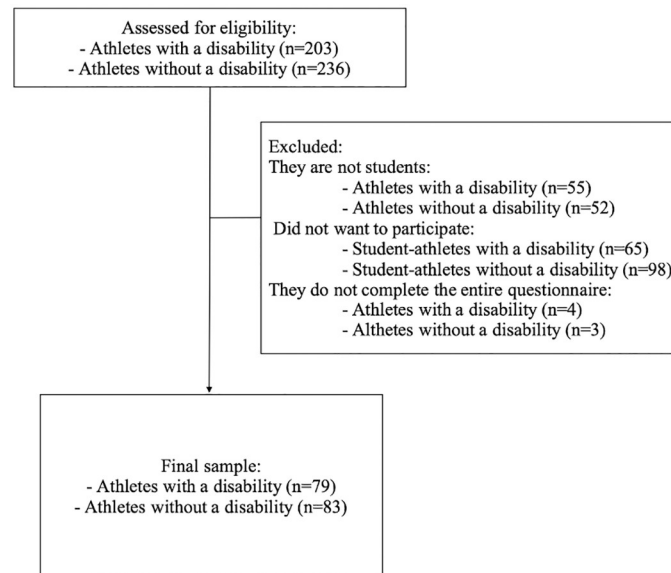 Assessed for eligibility:
- Athletes with a disability (n=203)
- Athletes without a disability (n=236)
Excluded:
They are not students:
- Athletes with a disability (n=55)
- Athletes without a disability (n=52)
Did not want to participate:
- Student-athletes with a disability (n=65)
- Student-athletes without a disability (n=98)
They do not complete the entire questionnaire:
- Athletes with a disability (n=4)
- Althetes without a disability (n=3)
Final sample:
- Athletes with a disability (n=79)
- Athletes without a disability (n=83)